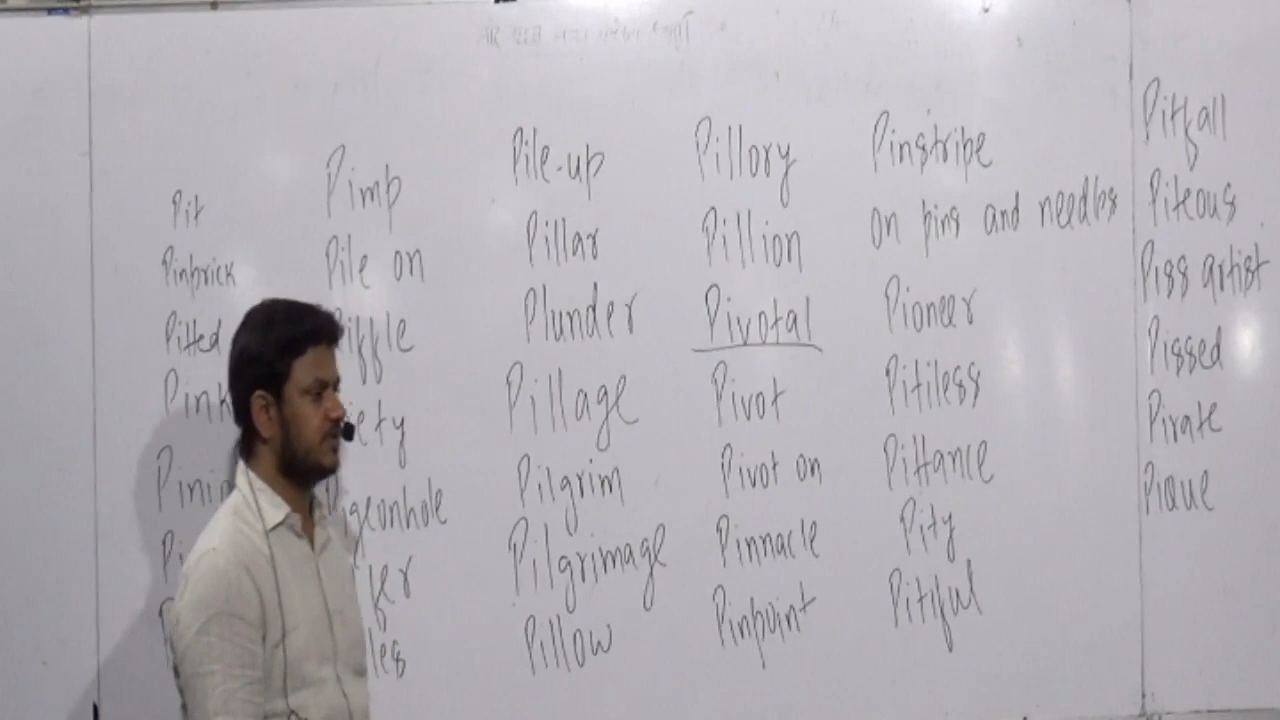 Pit
Pinprick
Pitted
Pink
Pimp
Pile on
Pile-up
Pillar
Plunder
Pillage
Pilgrim
Pilgrimage
Pillow
Pillory
Pillion
Pivotal
Pivot
Pivot on
Pinnacle
Pinpoint
Pinstripe
on pins and needles
Pioneer
Pitiless
Pittance
Pity
Pitiful
Pitfall
Piteous
Piss artist
Pissed
Pirate
Pique